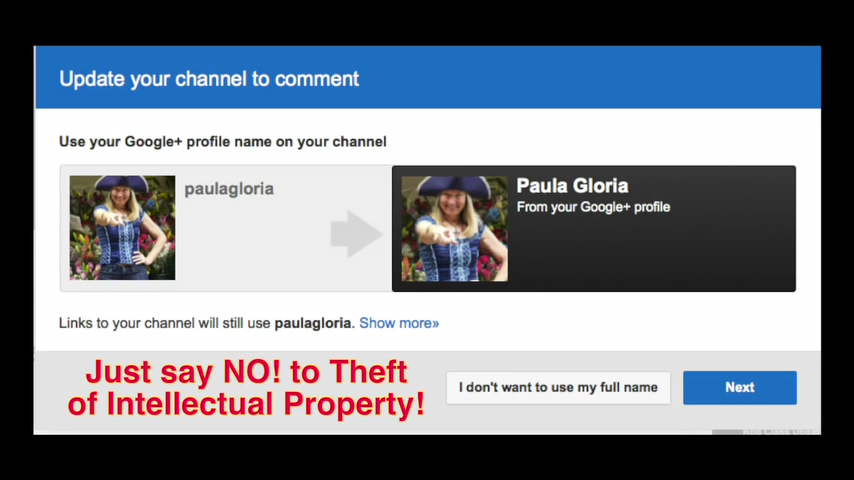 Update your channel to comment
Use your Google+ profile name on your channel
paulagloria
Paula Gloria
From your Google+ profile
Links to your channel will still use paulagloria. Show more»
Just say NO! to Theft
of Intellectual Property!
I don't want to use my full name
Next